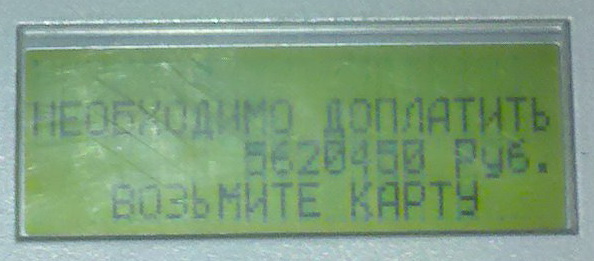 НЕОБХОДИМО ДОПЛАТИТЬ
5620450 Руб.
ВОЗЬМИТЕ КАРТУ